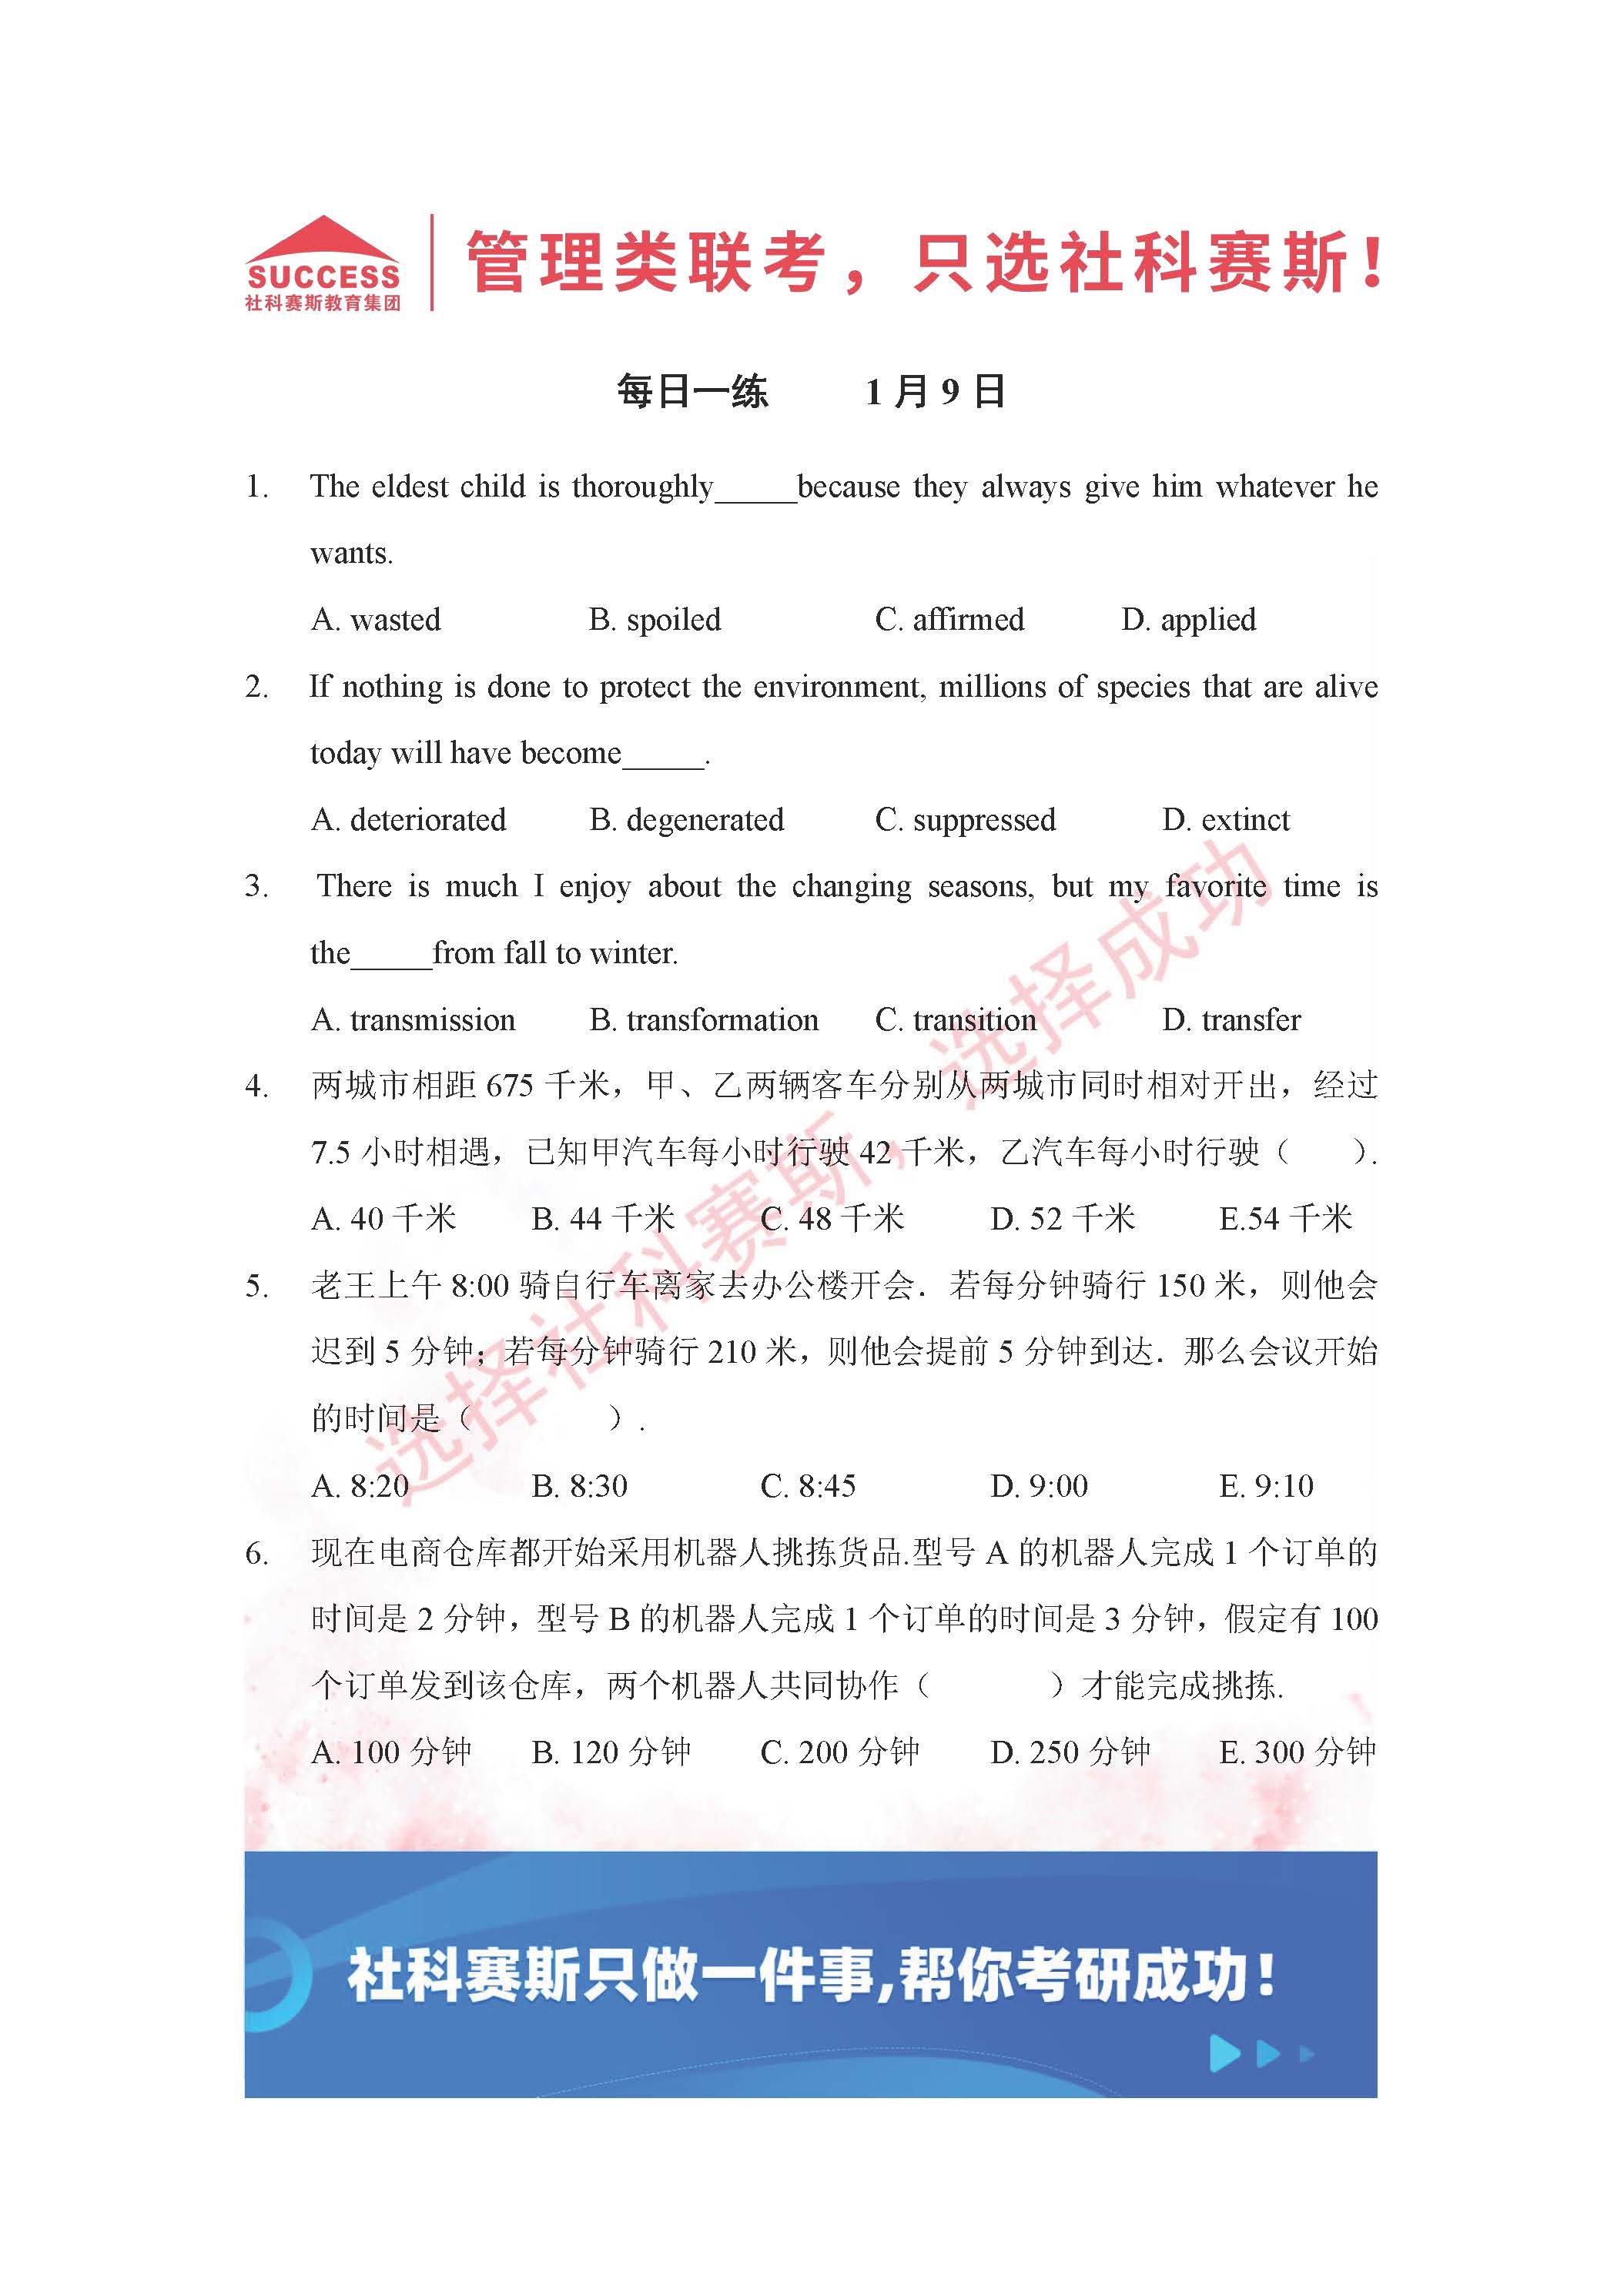 SUCCESS
社科赛斯教育集团
管理类联考，只选社科赛斯！
每日一练 1月9日
1. The eldest child is thoroughly_____because they always give him whatever he
wants.
A. wasted B. spoiled C. affirmed D. applied
2. If nothing is done to protect the environment, millions of species that are alive
today will have become_____.
A. deteriorated B. degenerated C. suppressed D. extinct
3. There is much I enjoy about the changing seasons, but my favorite time is
the_____from fall to winter.
A. transmission B. transformation C. transition D. transfer
4. 两城市相距 675 千米，甲、乙两辆客车分别从两城市同时相对开出，经过
7.5 小时相遇，已知甲汽车每小时行驶 42 千米，乙汽车每小时行驶（ ）.
A. 40 千米 B. 44 千米 C. 48 千米 D. 52 千米 E.54 千米
5. 老王上午 8:00 骑自行车离家去办公楼开会．若每分钟骑行 150 米，则他会
迟到 5 分钟；若每分钟骑行 210 米，则他会提前 5 分钟到达．那么会议开始
的时间是（ ）.
A. 8:20 B. 8:30 C. 8:45 D. 9:00 E. 9:10
6. 现在电商仓库都开始采用机器人挑拣货品.型号 A 的机器人完成 1 个订单的
时间是 2 分钟，型号 B 的机器人完成 1 个订单的时间是 3 分钟，假定有 100
个订单发到该仓库，两个机器人共同协作（ ）才能完成挑拣.
A. 100 分钟 B. 120 分钟 C. 200 分钟 D. 250 分钟 E. 300 分钟
选择社科赛斯，选择成功
社科赛斯只做一件事,帮你考研成功！